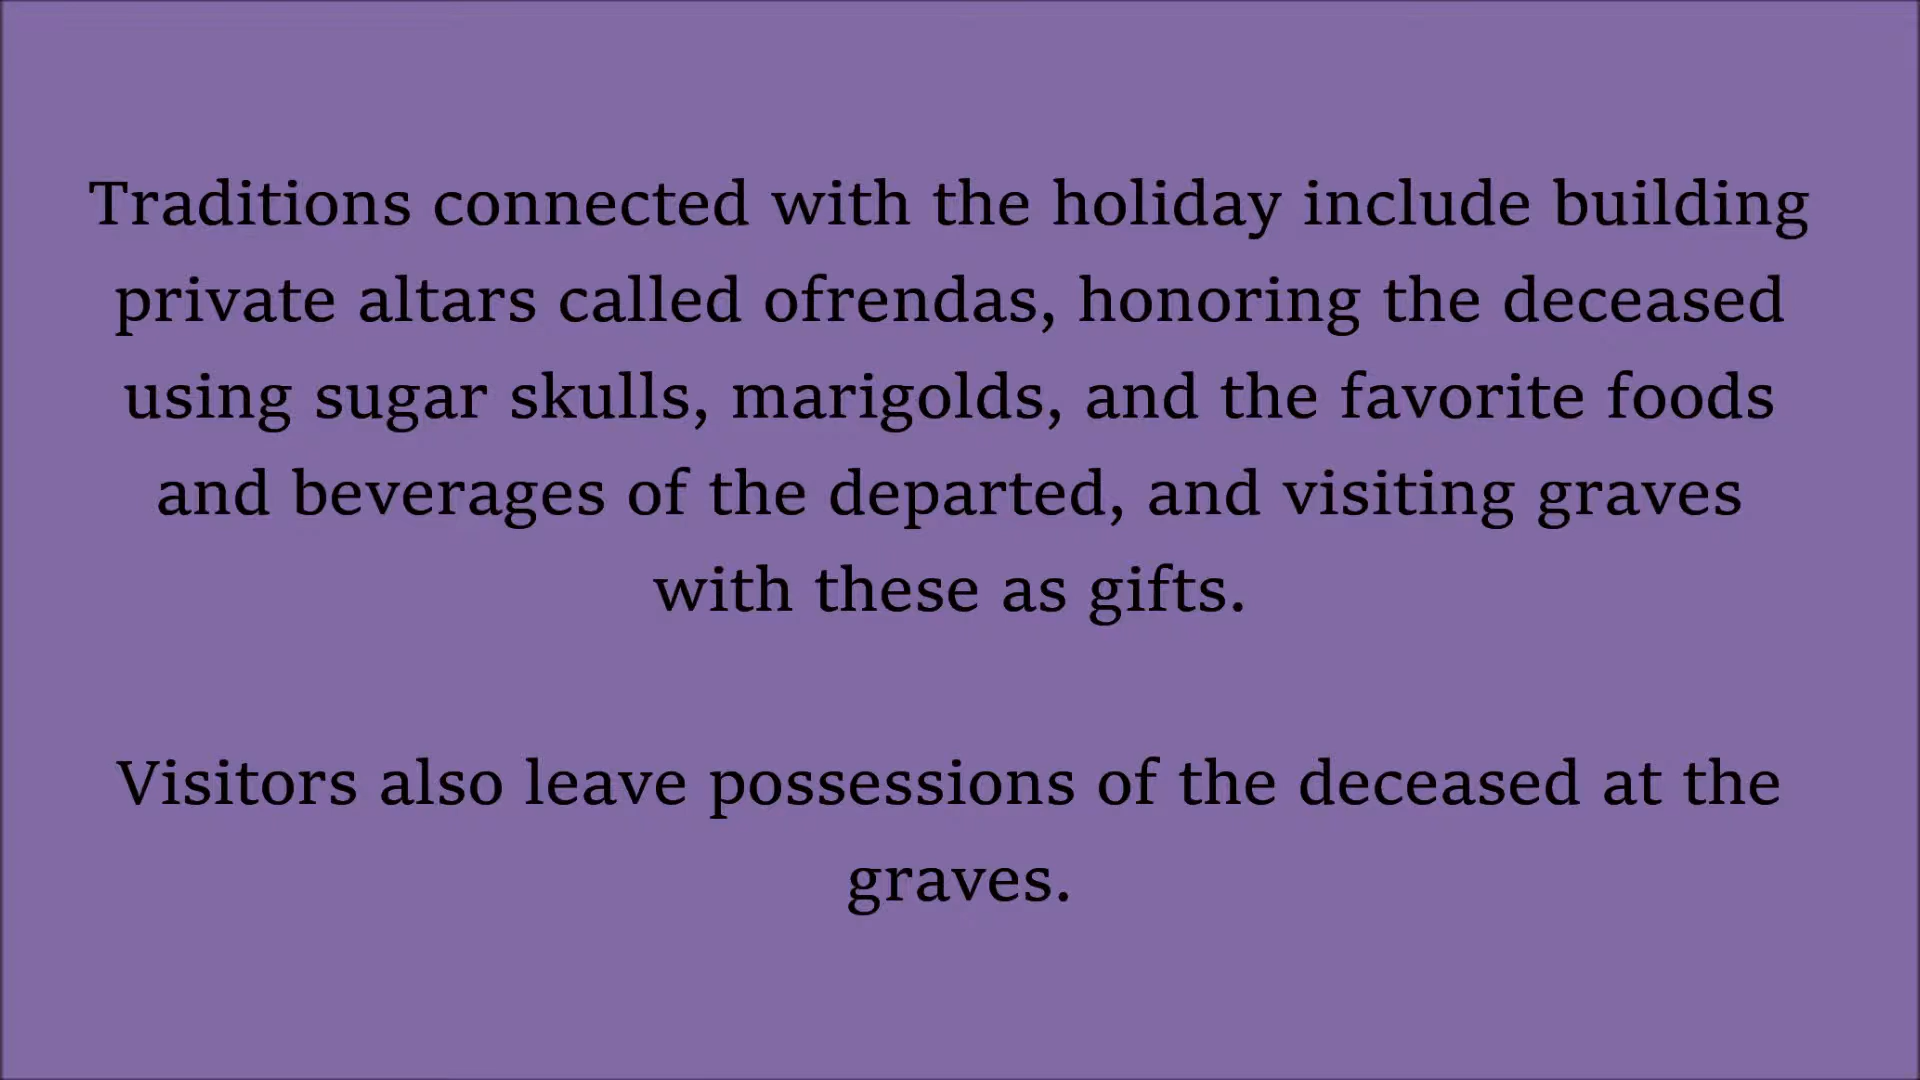 Traditions connected with the holiday include building
private altars called ofrendas, honoring the deceased
using sugar skulls, marigolds, and the favorite foods
and beverages of the departed, and visiting graves
with these as gifts.
Visitors also leave possessions of the deceased at the
graves.